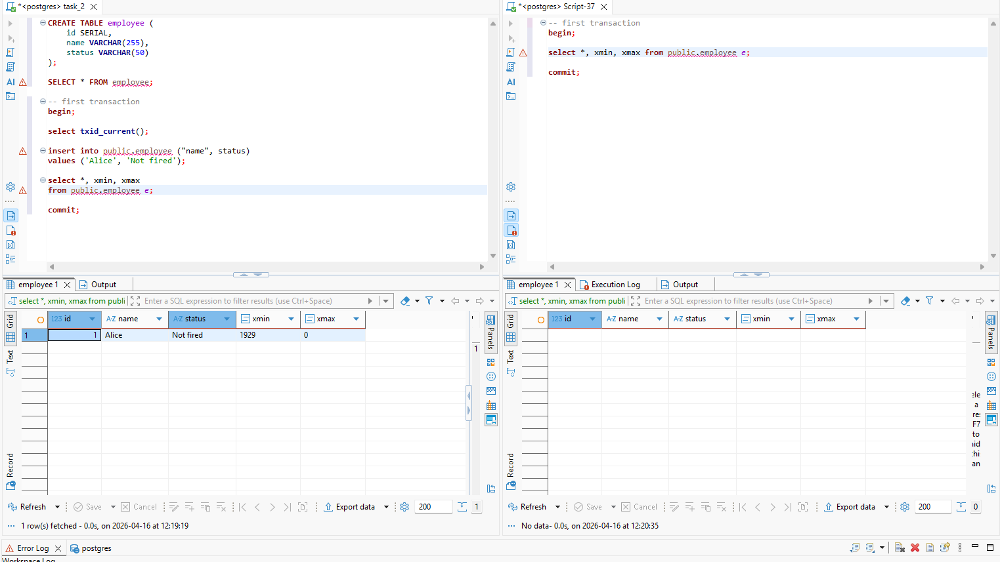 *<postgres> task_2
CREATE TABLE employee (
id SERIAL,
name VARCHAR(255),
status VARCHAR(50)
);
SELECT * FROM employee;
-- first transaction
begin;
select txid_current();
insert into public.employee ("name", status)
values ('Alice', 'Not fired');
select *, xmin, xmax
from public.employee e;
commit;
AI
employee 1
Output
select *, xmin, xmax from publi
Enter a SQL expression to filter results (use Ctrl+Space)
Grid
Text
Record
123 id
A-Z name
A-Z status
xmin
xmax
1
1
Alice
Not fired
1929
0
1
Panels
Refresh
Save
Cancel
Export data
200
1
1 row(s) fetched - 0.0s, on 2026-04-16 at 12:19:19
*<postgres> Script-37
-- first transaction
begin;
select *, xmin, xmax from public.employee e;
commit;
AI
employee 1
Execution Log
Output
select *, xmin, xmax from publi
Enter a SQL expression to filter results (use Ctrl+Space)
Grid
Text
Record
123 id
A-Z name
A-Z status
xmin
xmax
Panels
ele
a
res
F7
to
hid
this
pan
Refresh
Save
Cancel
Export data
200
0
No data- 0.0s, on 2026-04-16 at 12:20:35
Error Log
postgres
Workspace Log